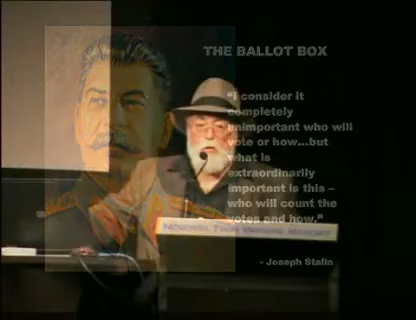 THE BALLOT BOX
"I consider it
completely
unimportant who will
vote or how...but
what is
extraordinarily
important is this –
who will count the
votes and how."
- Joseph Stalin